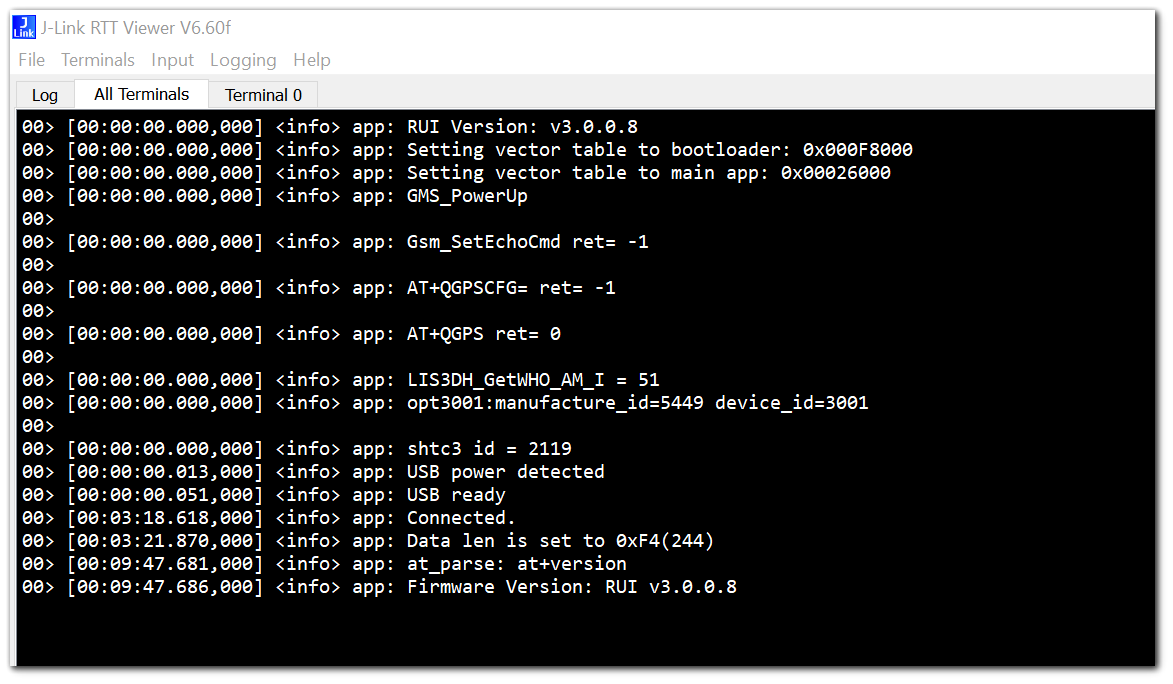 J Link J-Link RTT Viewer V6.60f
File Terminals Input Logging Help
Log All Terminals Terminal 0
00> [00:00:00.000,000] <info> app: RUI Version: v3.0.0.8
00> [00:00:00.000,000] <info> app: Setting vector table to bootloader: 0x000F8000
00> [00:00:00.000,000] <info> app: Setting vector table to main app: 0x00026000
00> [00:00:00.000,000] <info> app: GMS_PowerUp
00>
00> [00:00:00.000,000] <info> app: Gsm_SetEchoCmd ret= -1
00>
00> [00:00:00.000,000] <info> app: AT+QGPSCFG= ret= -1
00>
00> [00:00:00.000,000] <info> app: AT+QGPS ret= 0
00>
00> [00:00:00.000,000] <info> app: LIS3DH_GetWHO_AM_I = 51
00> [00:00:00.000,000] <info> app: opt3001:manufacture_id=5449 device_id=3001
00>
00> [00:00:00.000,000] <info> app: shtc3 id = 2119
00> [00:00:00.013,000] <info> app: USB power detected
00> [00:00:00.051,000] <info> app: USB ready
00> [00:03:18.618,000] <info> app: Connected.
00> [00:03:21.870,000] <info> app: Data len is set to 0xF4(244)
00> [00:09:47.681,000] <info> app: at_parse: at+version
00> [00:09:47.686,000] <info> app: Firmware Version: RUI v3.0.0.8